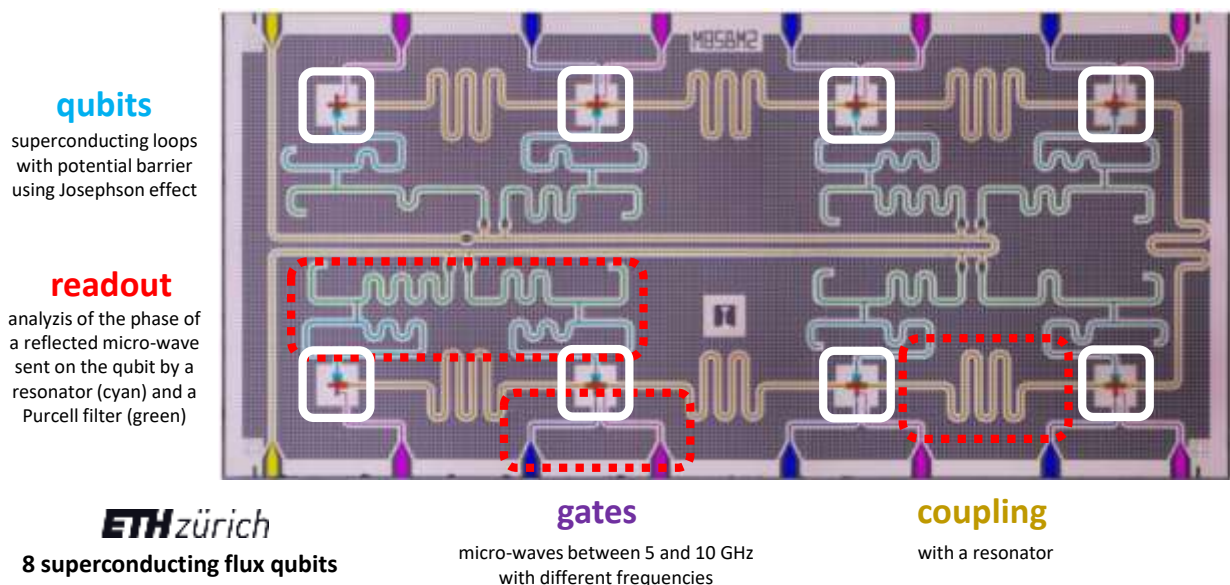 M85BM2
qubits
superconducting loops
with potential barrier
using Josephson effect
readout
analyzis of the phase of
a reflected micro-wave
sent on the qubit by a
resonator (cyan) and a
Purcell filter (green)
ETH zürich
8 superconducting flux qubits
gates
micro-waves between 5 and 10 GHz
with different frequencies
coupling
with a resonator